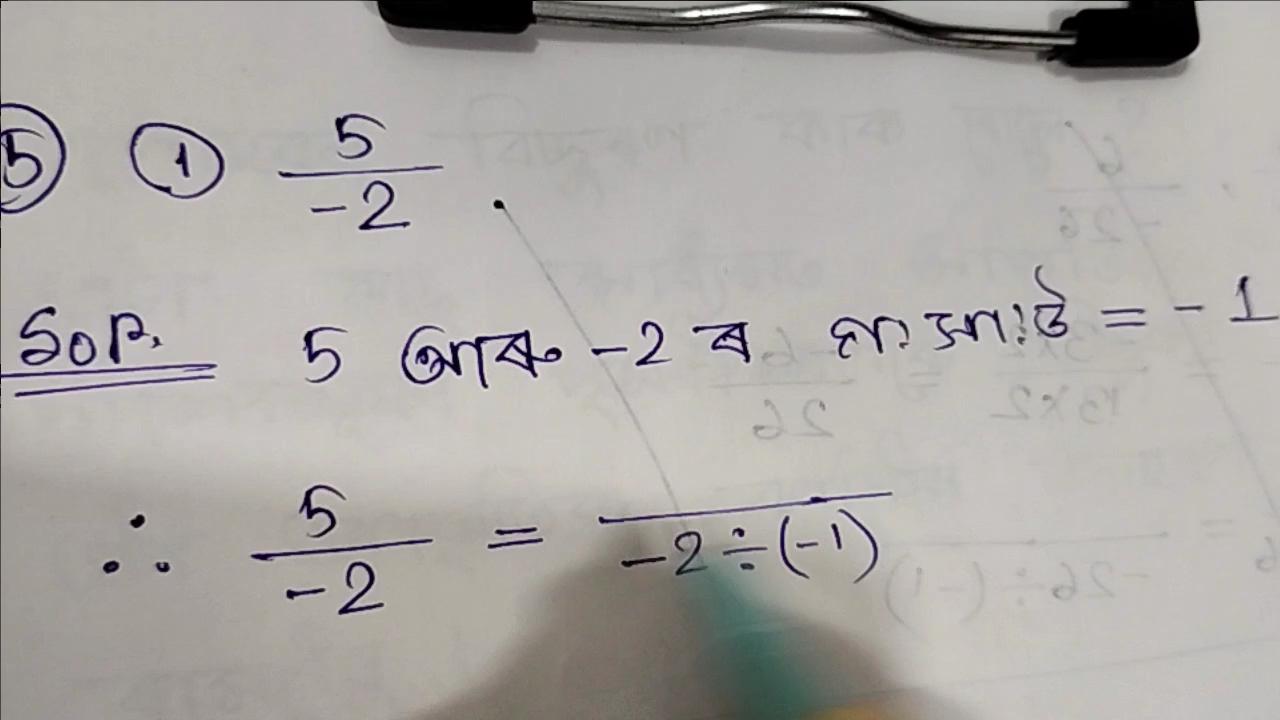 5 1 5/-2
Sol. 5 আৰু -2 ৰ গ.সা.উ = -1
∴ 5/-2 = /-2÷(-1)